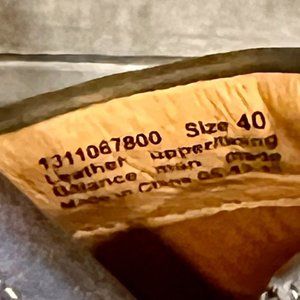 1311067800 Size 40
Leather upper/lining
Balance man made
Made in China